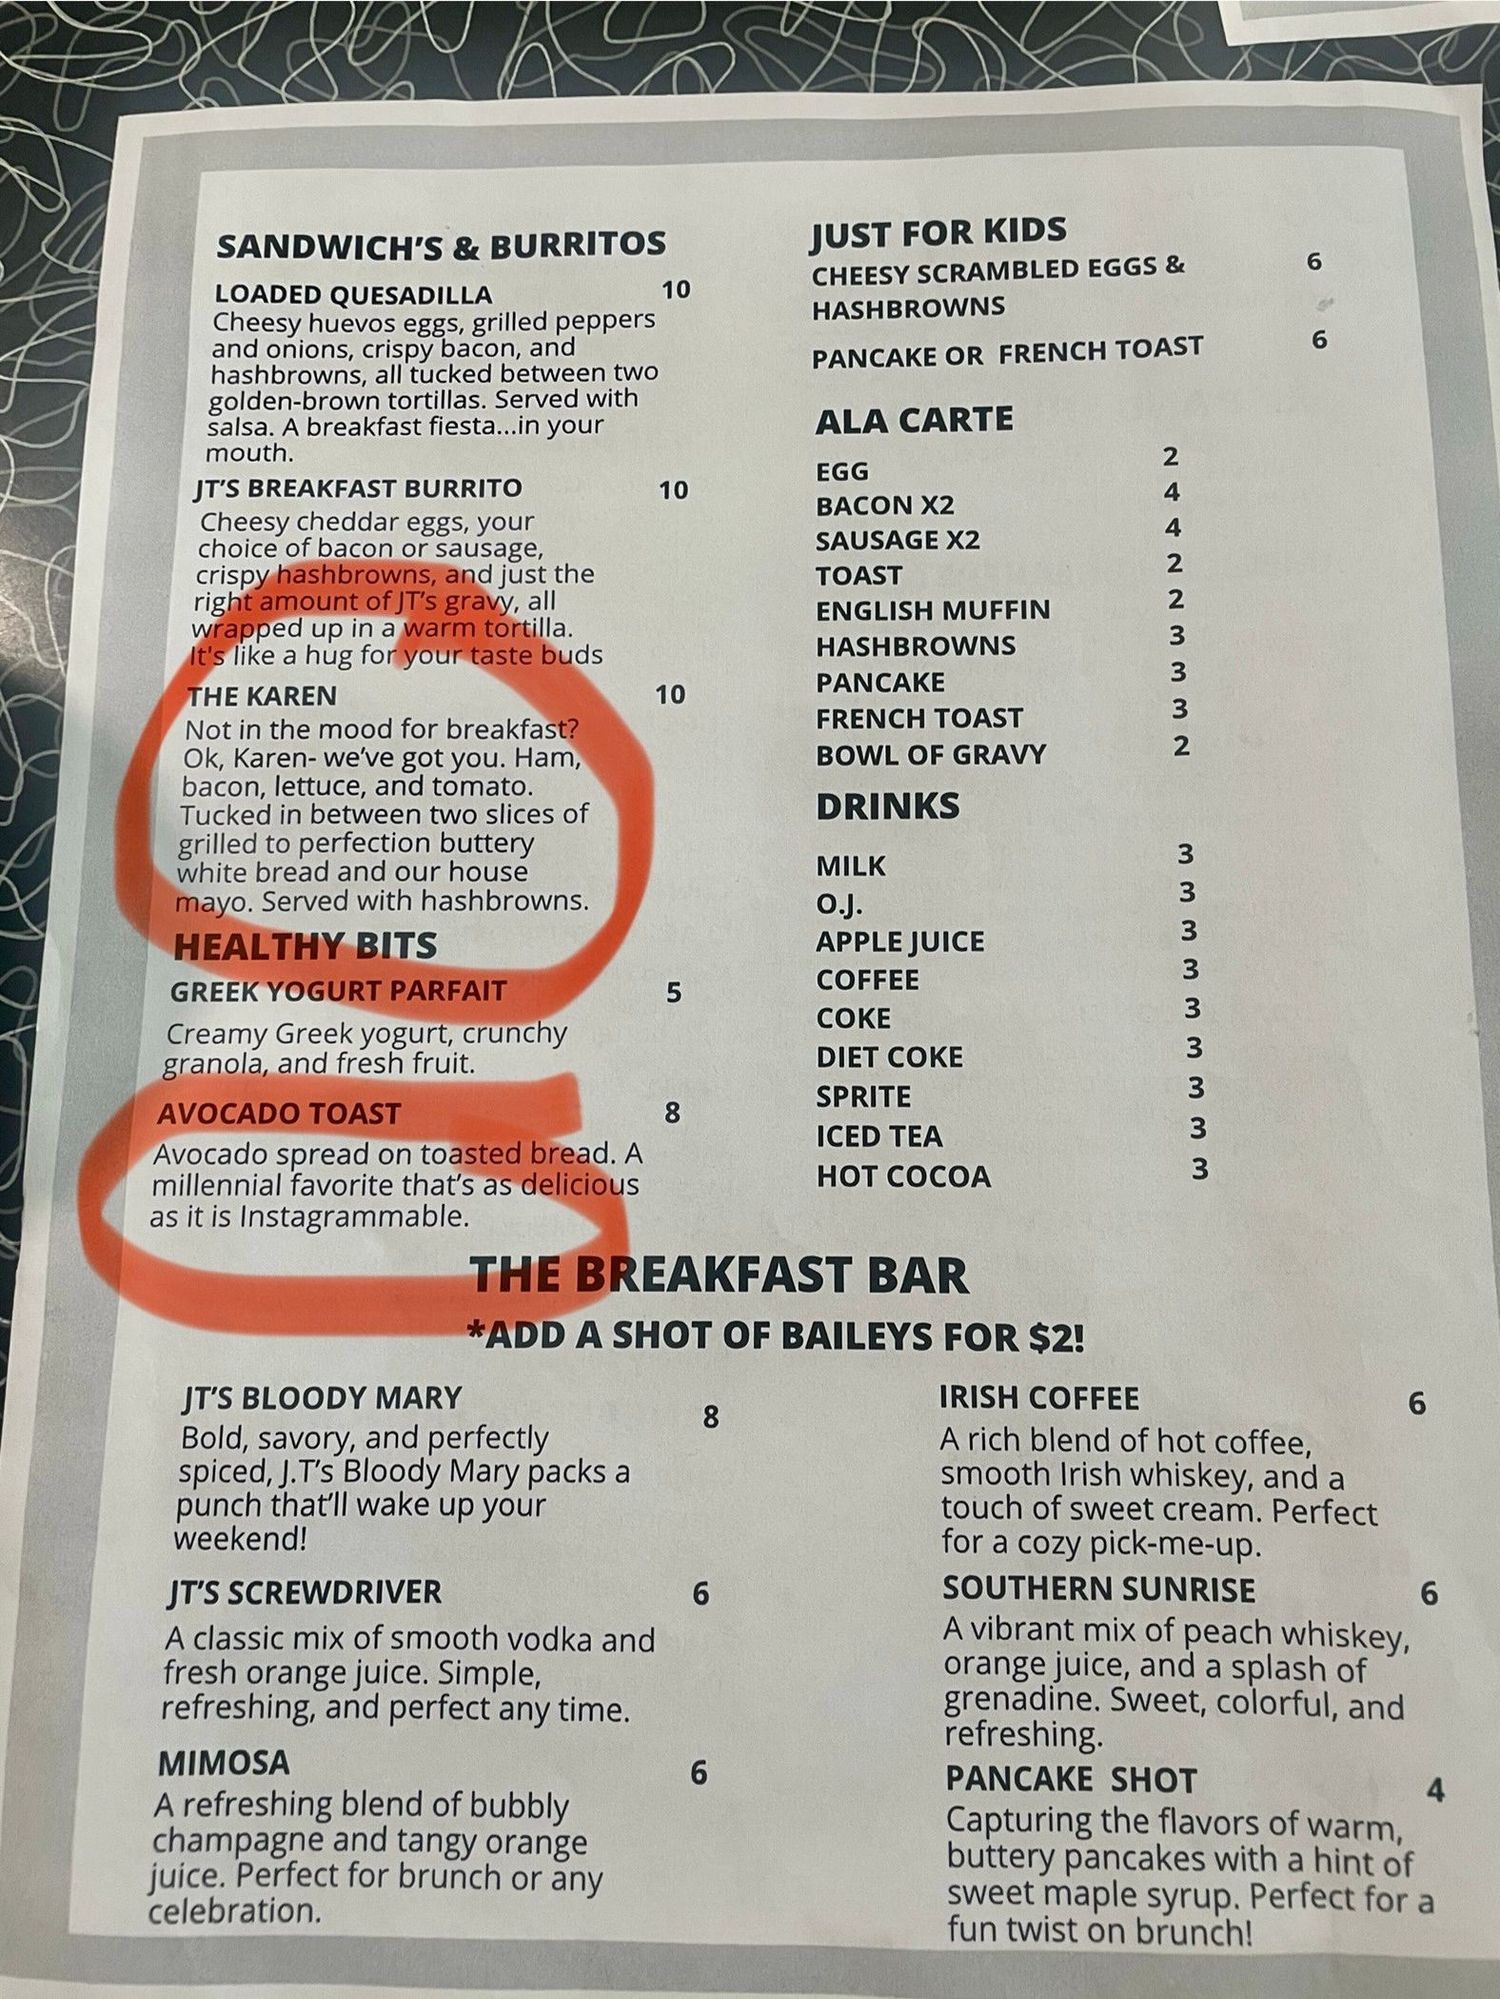 SANDWICH'S & BURRITOS
LOADED QUESADILLA 10
Cheesy huevos eggs, grilled peppers
and onions, crispy bacon, and
hashbrowns, all tucked between two
golden-brown tortillas. Served with
salsa. A breakfast fiesta...in your
mouth.
JT'S BREAKFAST BURRITO 10
Cheesy cheddar eggs, your
choice of bacon or sausage,
crispy hashbrowns, and just the
right amount of JT's gravy, all
wrapped up in a warm tortilla.
It's like a hug for your taste buds
THE KAREN 10
Not in the mood for breakfast?
Ok, Karen- we've got you. Ham,
bacon, lettuce, and tomato.
Tucked in between two slices of
grilled to perfection buttery
white bread and our house
mayo. Served with hashbrowns.
HEALTHY BITS
GREEK YOGURT PARFAIT 5
Creamy Greek yogurt, crunchy
granola, and fresh fruit.
AVOCADO TOAST 8
Avocado spread on toasted bread. A
millennial favorite that's as delicious
as it is Instagrammable.
JUST FOR KIDS
CHEESY SCRAMBLED EGGS & 6
HASHBROWNS
PANCAKE OR FRENCH TOAST 6
ALA CARTE
EGG 2
BACON X2 4
SAUSAGE X2 4
TOAST 2
ENGLISH MUFFIN 2
HASHBROWNS 3
PANCAKE 3
FRENCH TOAST 3
BOWL OF GRAVY 2
DRINKS
MILK 3
O.J. 3
APPLE JUICE 3
COFFEE 3
COKE 3
DIET COKE 3
SPRITE 3
ICED TEA 3
HOT COCOA 3
THE BREAKFAST BAR
*ADD A SHOT OF BAILEYS FOR $2!
JT'S BLOODY MARY 8
Bold, savory, and perfectly
spiced, J.T's Bloody Mary packs a
punch that'll wake up your
weekend!
JT'S SCREWDRIVER 6
A classic mix of smooth vodka and
fresh orange juice. Simple,
refreshing, and perfect any time.
MIMOSA 6
A refreshing blend of bubbly
champagne and tangy orange
juice. Perfect for brunch or any
celebration.
IRISH COFFEE 6
A rich blend of hot coffee,
smooth Irish whiskey, and a
touch of sweet cream. Perfect
for a cozy pick-me-up.
SOUTHERN SUNRISE 6
A vibrant mix of peach whiskey,
orange juice, and a splash of
grenadine. Sweet, colorful, and
refreshing.
PANCAKE SHOT 4
Capturing the flavors of warm,
buttery pancakes with a hint of
sweet maple syrup. Perfect for a
fun twist on brunch!